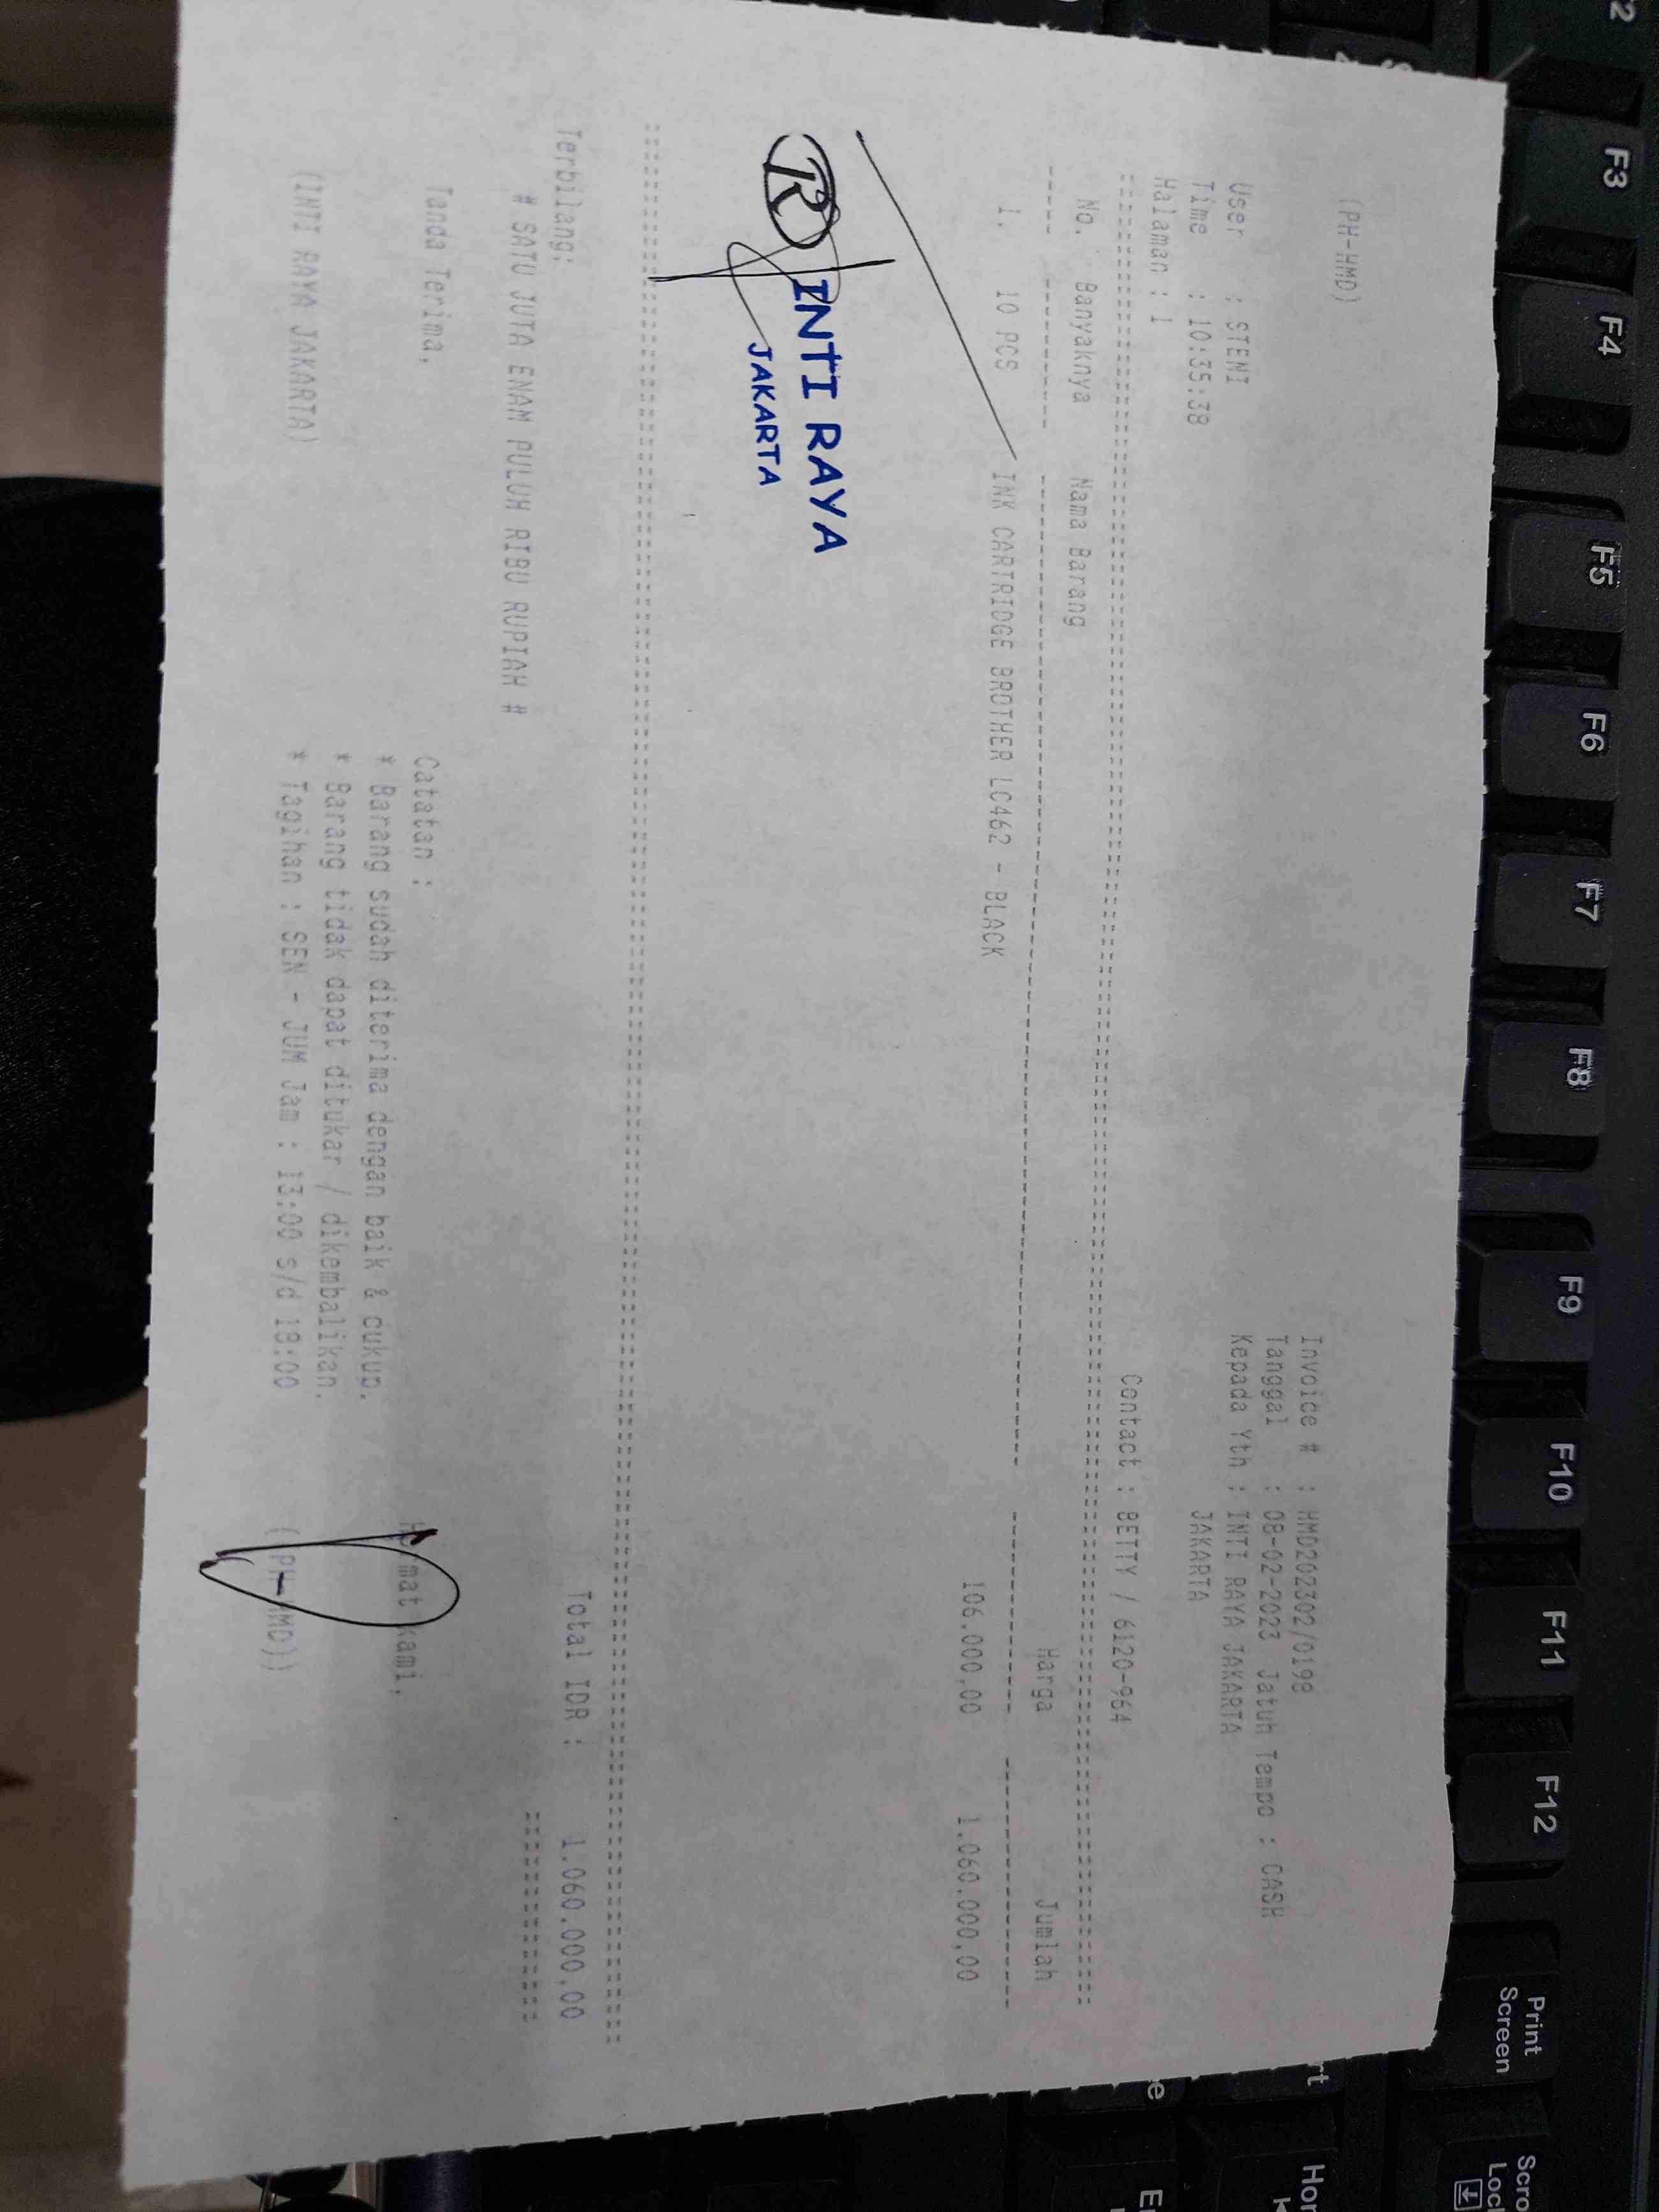 (PH-HMD)
Invoice # : HMD202302/0198
User : STENI
Tanggal : 08-02-2023 Jatuh Tempo : CASH
Time : 10:35:38
Kepada Yth : INTI RAYA JAKARTA
Halaman : 1
JAKARTA
Contact : BETTY / 6120-964
No. Banyaknya Nama Barang Harga Jumlah
1. 10 PCS INK CARTRIDGE BROTHER LC462 - BLACK 106.000,00 1.060.000,00
R INTI RAYA
JAKARTA
Terbilang: Total IDR : 1.060.000,00
# SATU JUTA ENAM PULUH RIBU RUPIAH #
Tanda Terima, Catatan : Hormat kami,
* Barang sudah diterima dengan baik & cukup.
* Barang tidak dapat ditukar / dikembalikan.
(INTI RAYA JAKARTA) * Tagihan : SEN - JUM Jam : 13:00 s/d 18:00 (PH-HMD))
F3
F4
F5
F6
F7
F8
F9
F10
F11
F12
Print
Screen